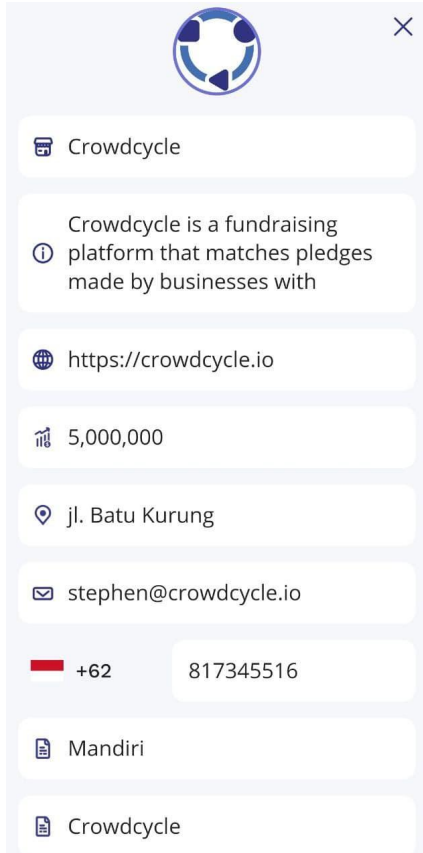 Crowdcycle
Crowdcycle is a fundraising
platform that matches pledges
made by businesses with
https://crowdcycle.io
5,000,000
jl. Batu Kurung
stephen@crowdcycle.io
+62 817345516
Mandiri
Crowdcycle